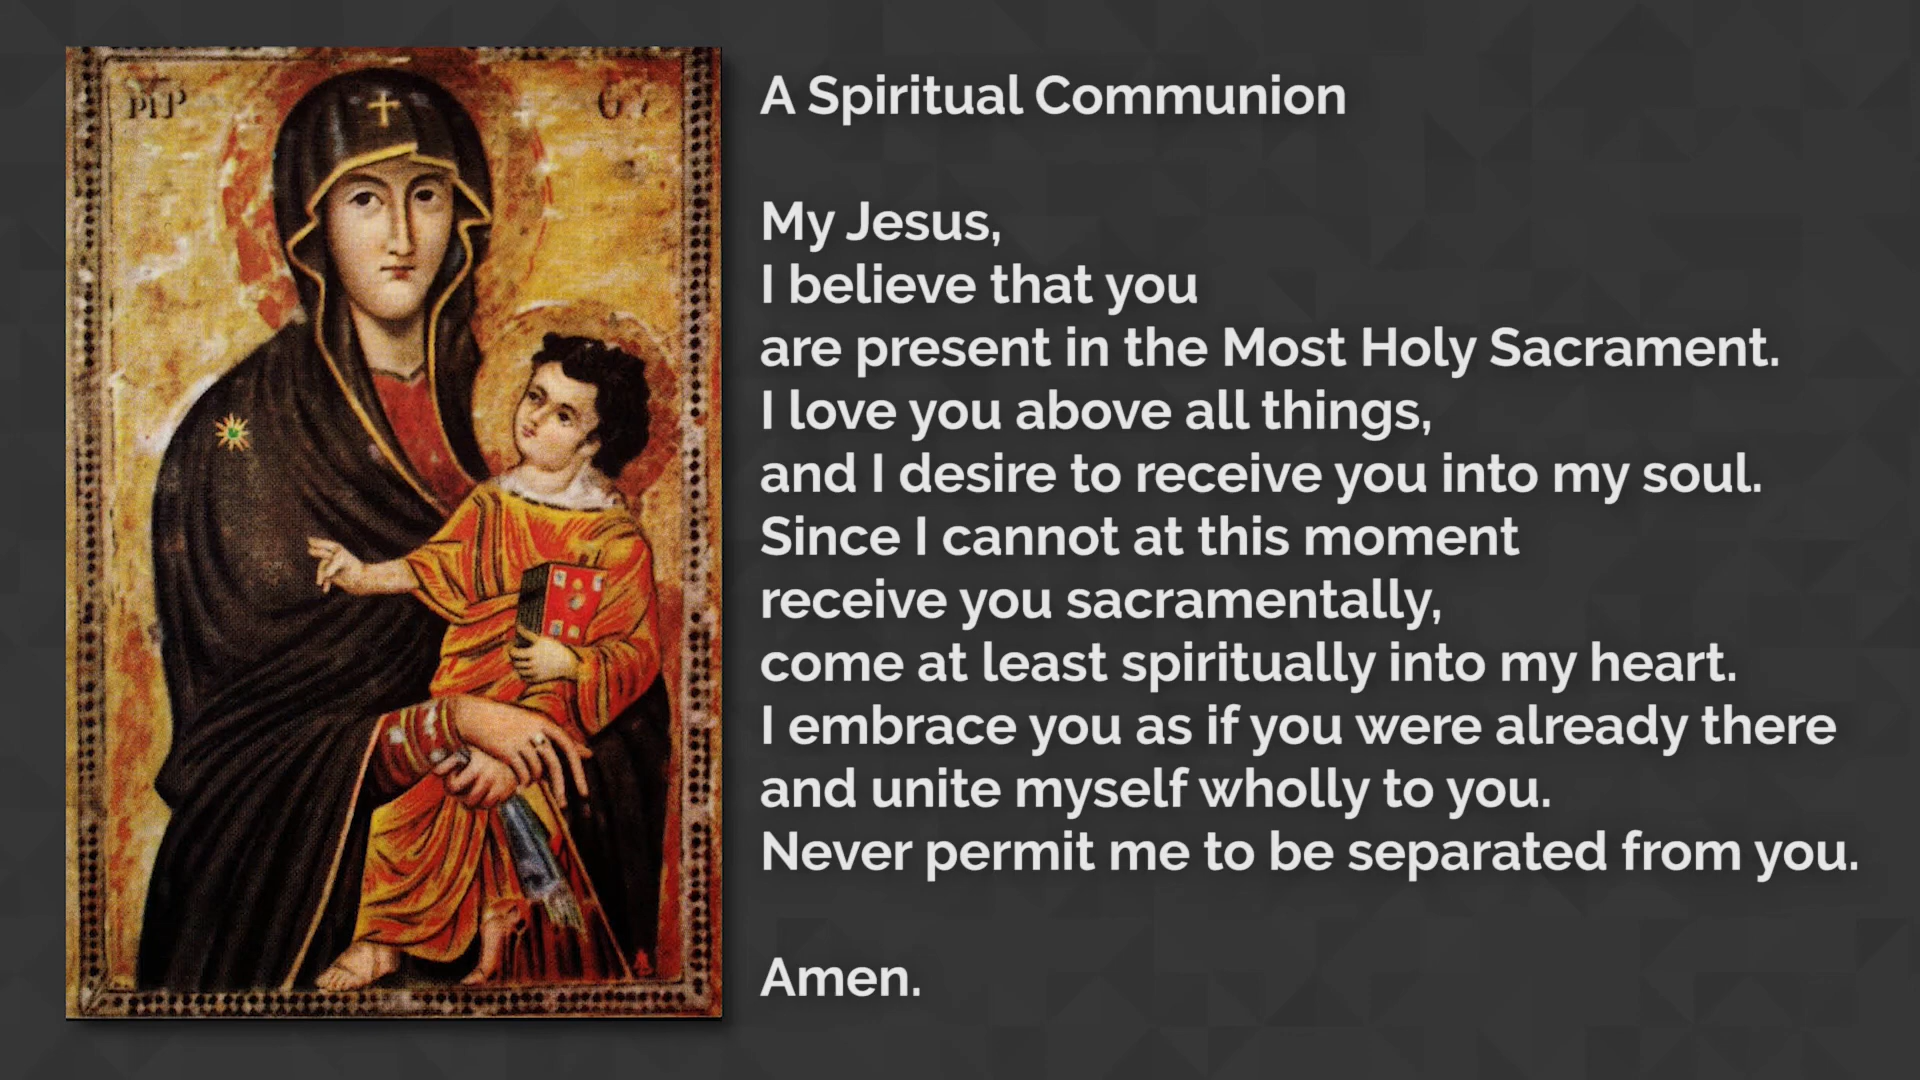 A Spiritual Communion
My Jesus,
I believe that you
are present in the Most Holy Sacrament.
I love you above all things,
and I desire to receive you into my soul.
Since I cannot at this moment
receive you sacramentally,
come at least spiritually into my heart.
I embrace you as if you were already there
and unite myself wholly to you.
Never permit me to be separated from you.
Amen.